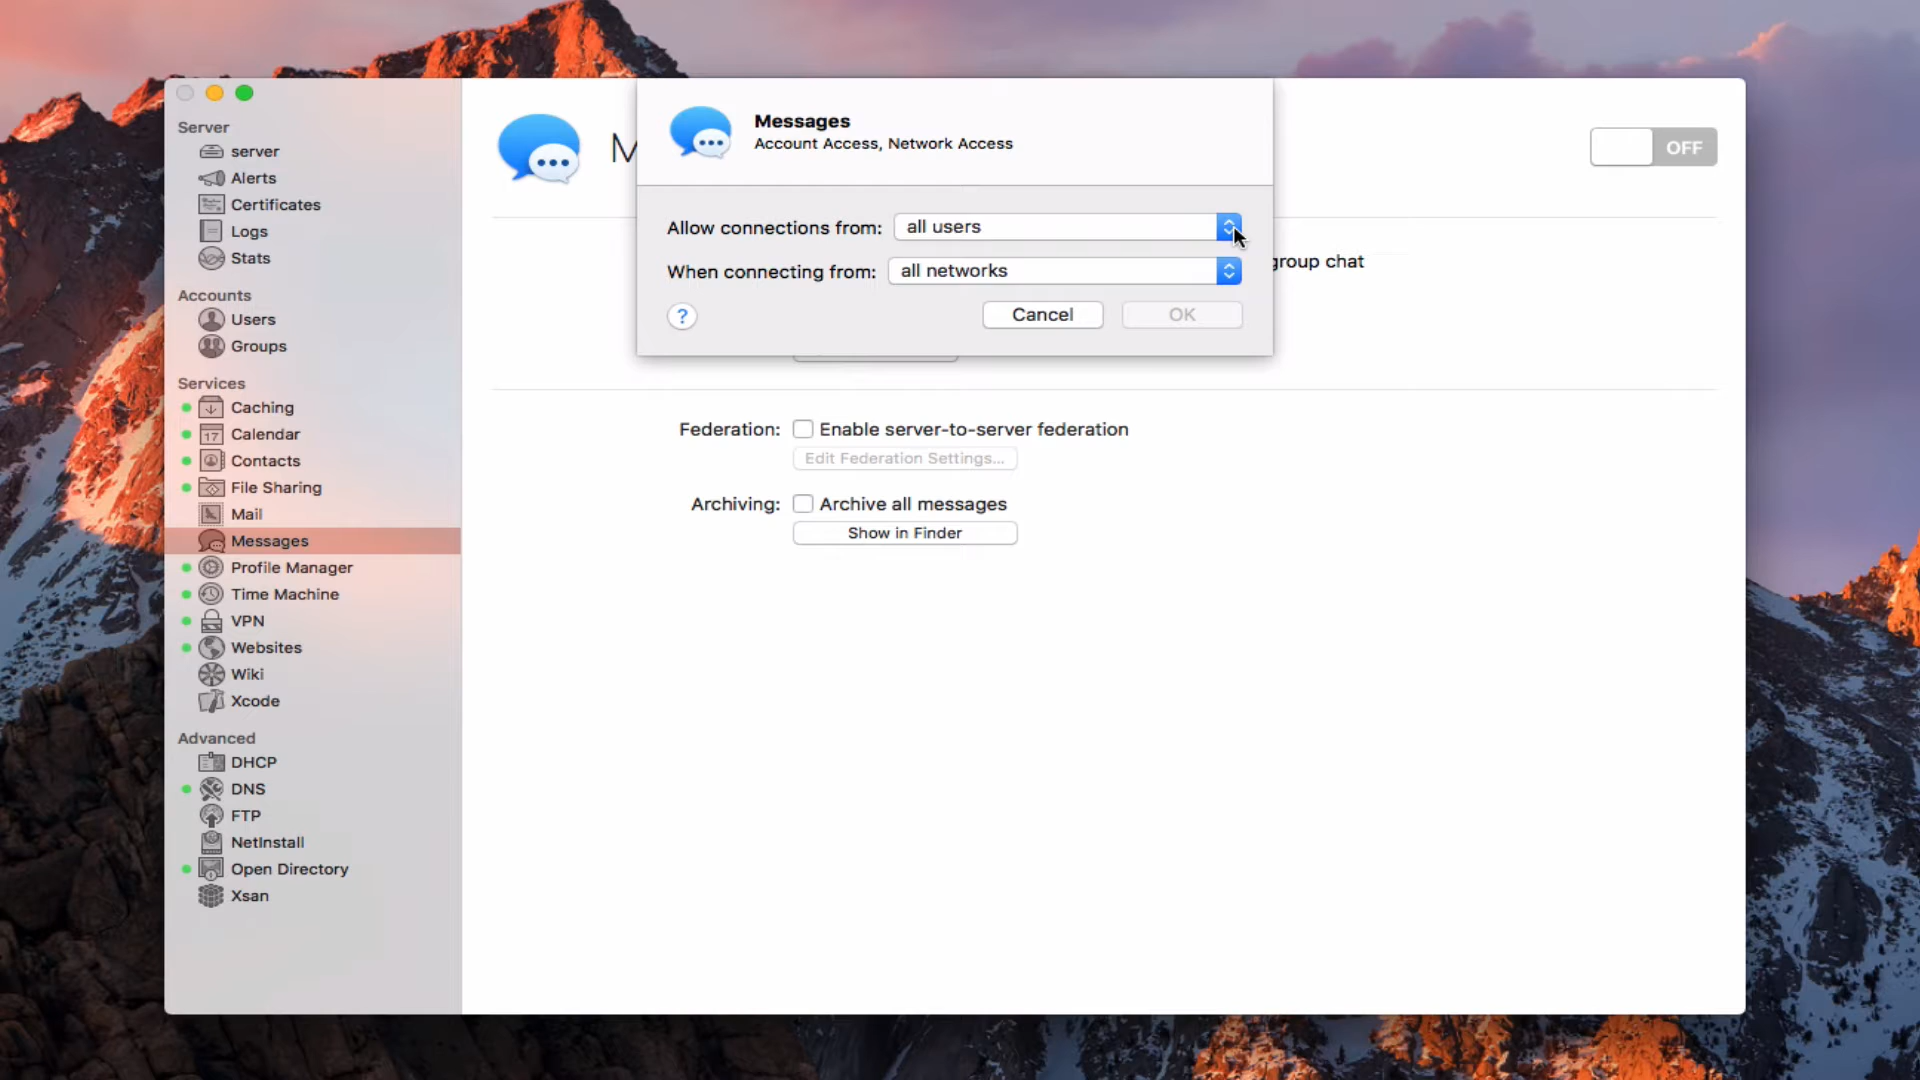 Server
server
Alerts
Certificates
Logs
Stats
Accounts
Users
Groups
Services
Caching
17 Calendar
Contacts
File Sharing
Mail
Messages
Profile Manager
Time Machine
VPN
Websites
Wiki
Xcode
Advanced
DHCP
DNS
FTP
NetInstall
Open Directory
Xsan
M
OFF
Messages
Account Access, Network Access
Allow connections from: all users
When connecting from: all networks
? Cancel OK
group chat
Federation: Enable server-to-server federation
Edit Federation Settings...
Archiving: Archive all messages
Show in Finder